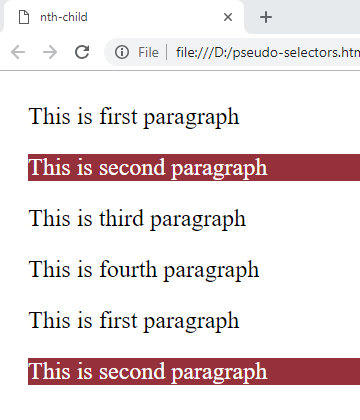 nth-child
File
file:///D:/pseudo-selectors.htm
This is first paragraph
This is second paragraph
This is third paragraph
This is fourth paragraph
This is first paragraph
This is second paragraph